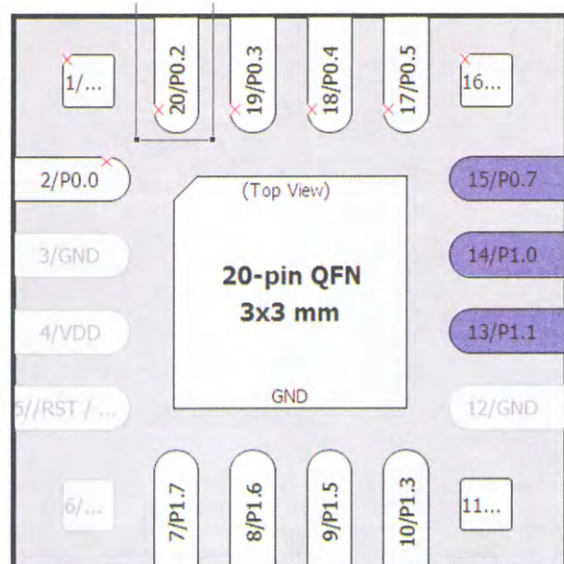 20/P0.2
19/P0.3
18/P0.4
17/P0.5
1/...
16...
2/P0.0
(Top View)
15/P0.7
3/GND
20-pin QFN
14/P1.0
3x3 mm
4/VDD
13/P1.1
GND
5//RST / ...
12/GND
6/...
7/P1.7
8/P1.6
9/P1.5
10/P1.3
11...